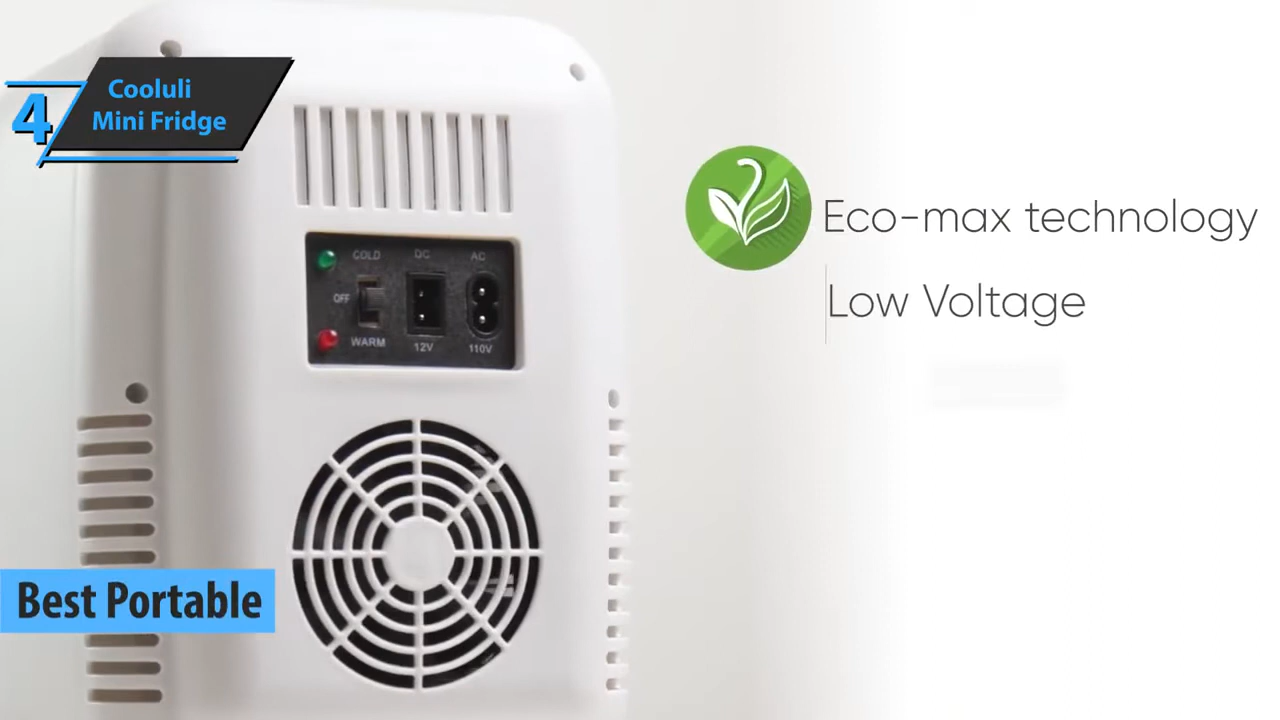 4
Cooluli
Mini Fridge
Eco-max technology
Low Voltage
COLD
DC
AC
OFF
WARM
12V
110V
Best Portable